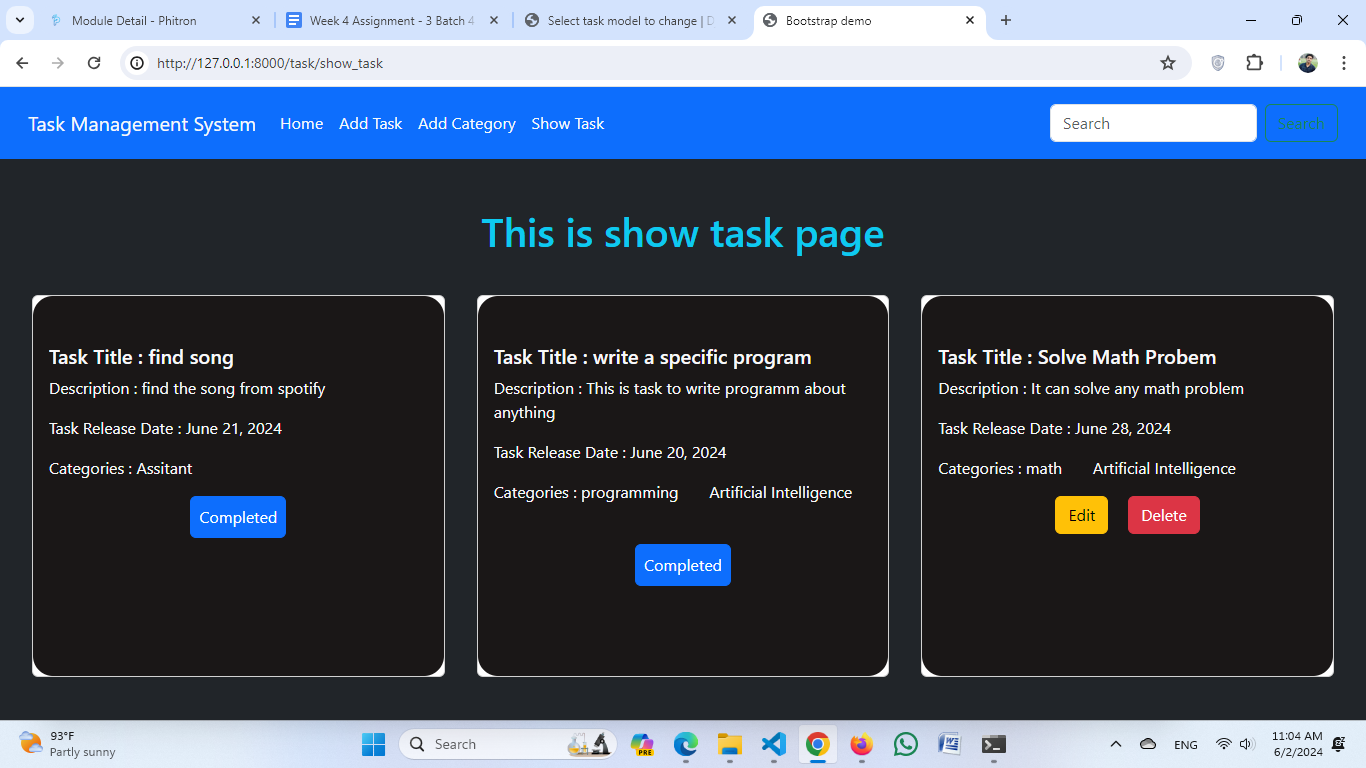 Module Detail - Phitron
Week 4 Assignment - 3 Batch 4
Select task model to change | D
Bootstrap demo
http://127.0.0.1:8000/task/show_task
Task Management System Home Add Task Add Category Show Task
Search Search
This is show task page
Task Title : find song
Description : find the song from spotify
Task Release Date : June 21, 2024
Categories : Assitant
Completed
Task Title : write a specific program
Description : This is task to write programm about
anything
Task Release Date : June 20, 2024
Categories : programming Artificial Intelligence
Completed
Task Title : Solve Math Probem
Description : It can solve any math problem
Task Release Date : June 28, 2024
Categories : math Artificial Intelligence
Edit Delete
93°F
Partly sunny
Search
PRE
W
ENG
11:04 AM
6/2/2024